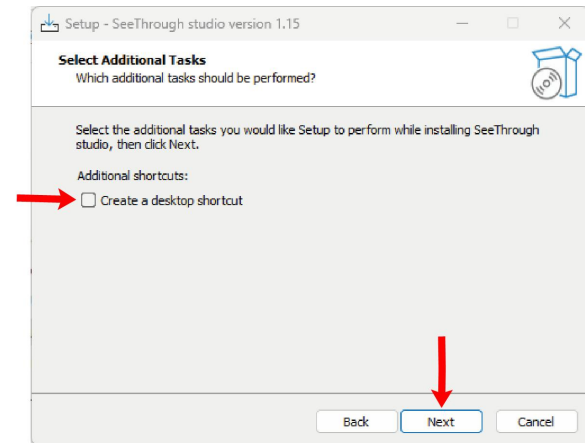 Setup - SeeThrough studio version 1.15
Select Additional Tasks
Which additional tasks should be performed?
Select the additional tasks you would like Setup to perform while installing SeeThrough
studio, then click Next.
Additional shortcuts:
Create a desktop shortcut
Back Next Cancel